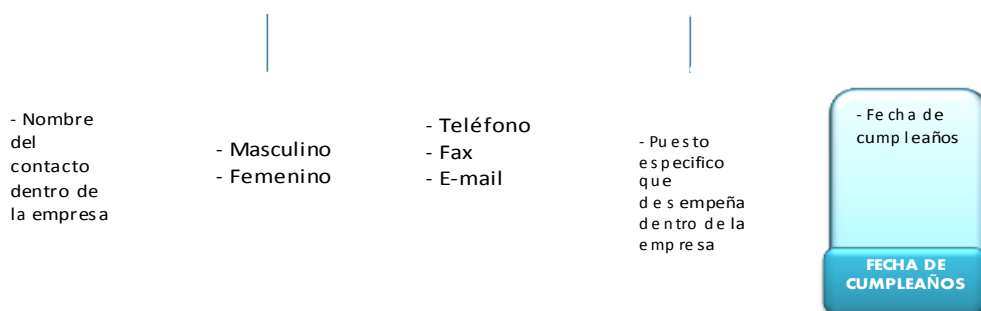 - Nombre
del
contacto
dentro de
la empresa
- Masculino
- Femenino
- Teléfono
- Fax
- E-mail
- Puesto
especifico
que
desempeña
dentro de la
empresa
- Fecha de
cumpleaños
FECHA DE
CUMPLEAÑOS